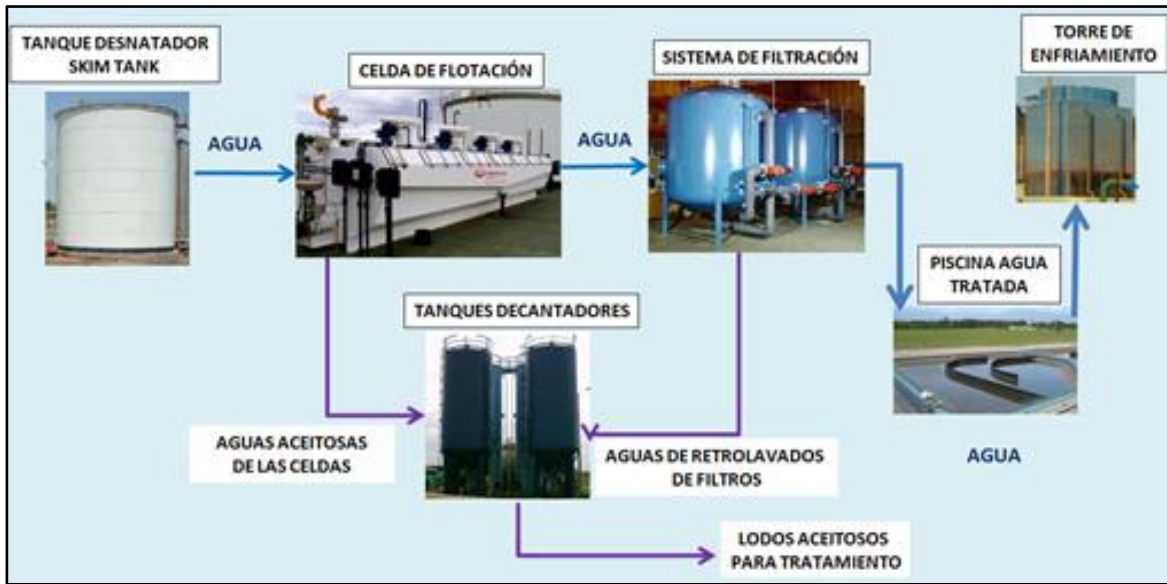 TANQUE DESNATADOR
SKIM TANK
CELDA DE FLOTACIÓN
SISTEMA DE FILTRACIÓN
TORRE DE
ENFRIAMIENTO
AGUA
AGUA
PISCINA AGUA
TRATADA
TANQUES DECANTADORES
AGUAS ACEITOSAS
DE LAS CELDAS
AGUAS DE RETROLAVADOS
DE FILTROS
AGUA
LODOS ACEITOSOS
PARA TRATAMIENTO